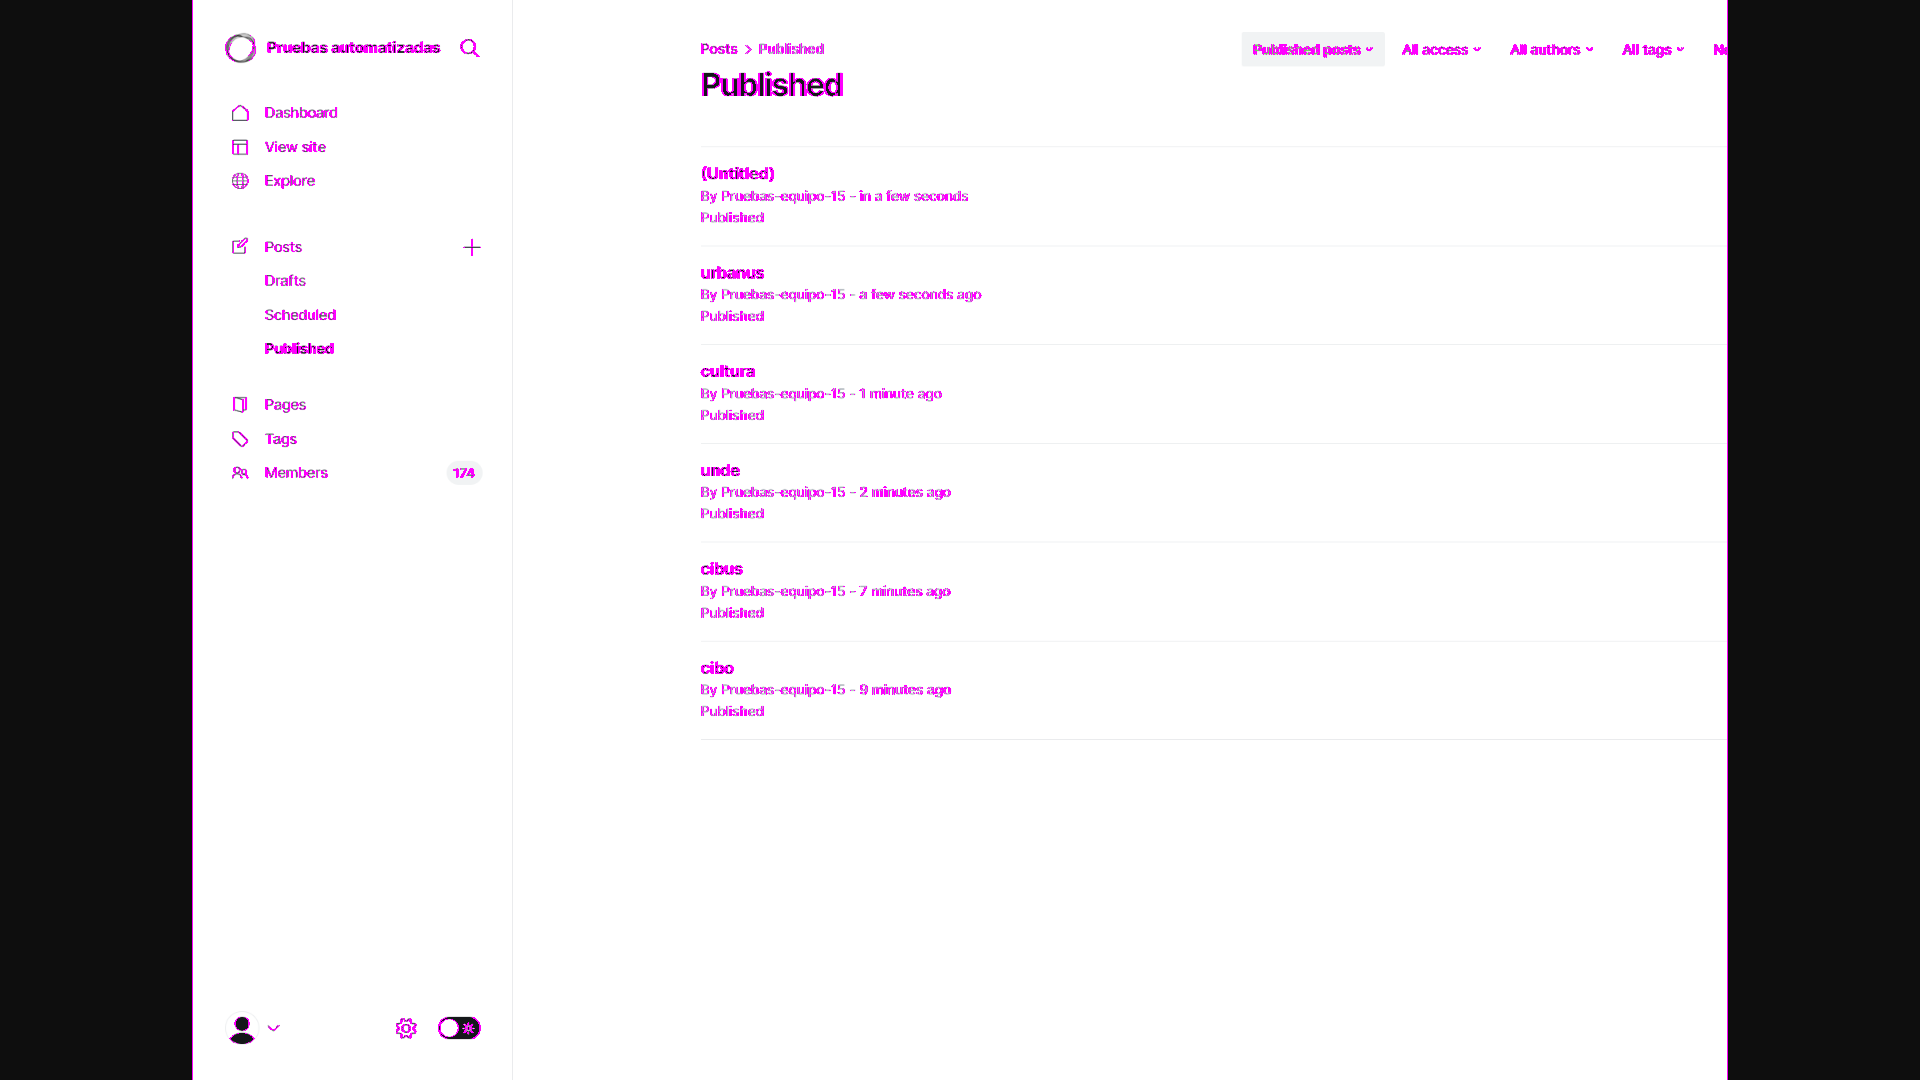 Pruebas automatizadas
Dashboard
View site
Explore
Posts
Drafts
Scheduled
Published
Pages
Tags
Members 174
Posts > Published
Published
Published posts
All access
All authors
All tags
(Untitled)
By Pruebas-equipo-15 - in a few seconds
Published
urbanus
By Pruebas-equipo-15 - a few seconds ago
Published
cultura
By Pruebas-equipo-15 - 1 minute ago
Published
unde
By Pruebas-equipo-15 - 2 minutes ago
Published
cibus
By Pruebas-equipo-15 - 7 minutes ago
Published
cibo
By Pruebas-equipo-15 - 9 minutes ago
Published